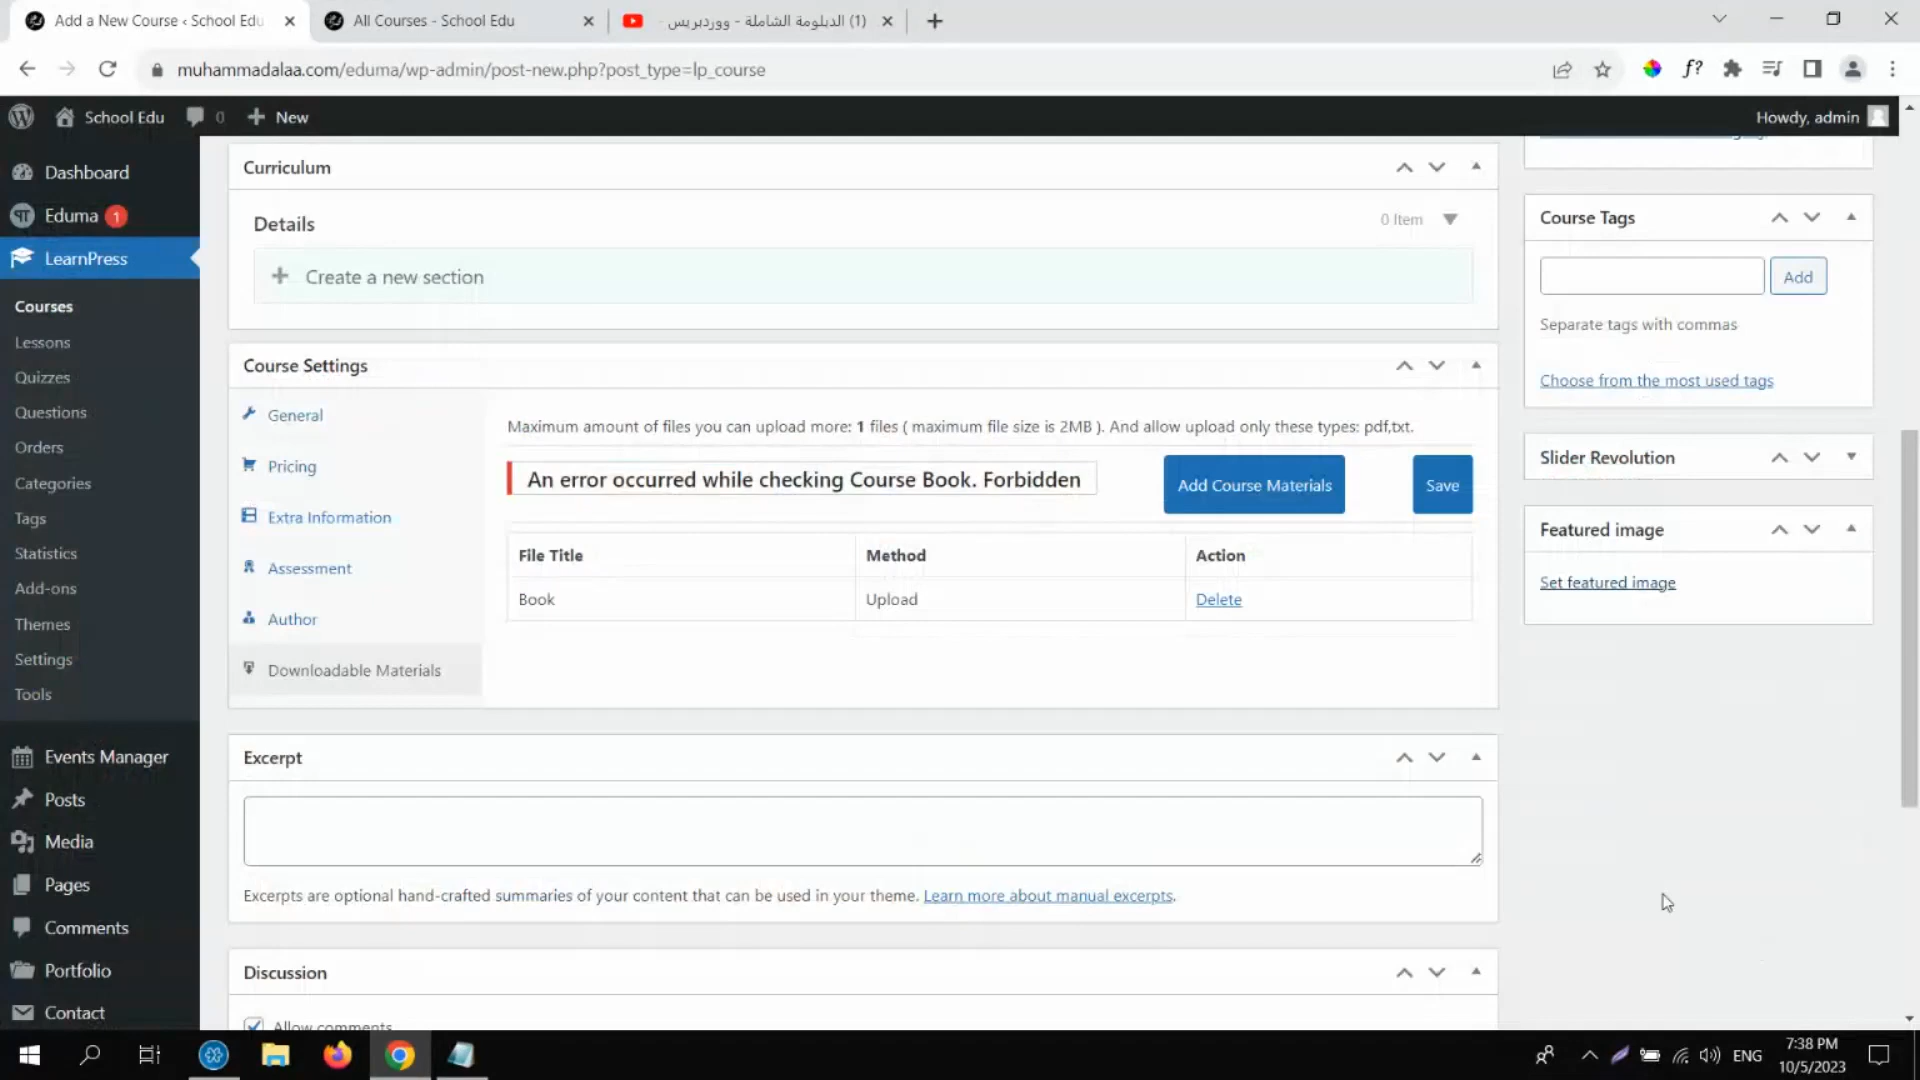 Add a New Course ‹ School Edu
All Courses - School Edu
(1) الدبلومة الشاملة - ووردبريس -
muhammadalaa.com/eduma/wp-admin/post-new.php?post_type=lp_course
f?
School Edu
0
New
Howdy, admin
Dashboard
Eduma 1
LearnPress
Courses
Lessons
Quizzes
Questions
Orders
Categories
Tags
Statistics
Add-ons
Themes
Settings
Tools
Events Manager
Posts
Media
Pages
Comments
Portfolio
Contact
Curriculum
Details
0 Item
Create a new section
Course Settings
General
Pricing
Extra Information
Assessment
Author
Downloadable Materials
Maximum amount of files you can upload more: 1 files ( maximum file size is 2MB ). And allow upload only these types: pdf,txt.
An error occurred while checking Course Book. Forbidden
Add Course Materials
Save
File Title Method Action
Book Upload Delete
Excerpt
Excerpts are optional hand-crafted summaries of your content that can be used in your theme. Learn more about manual excerpts.
Discussion
Allow comments
Course Tags
Add
Separate tags with commas
Choose from the most used tags
Slider Revolution
Featured image
Set featured image
ENG
7:38 PM
10/5/2023